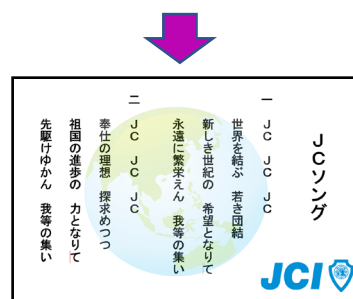 JCソング
一 JC JC JC
世界を結ぶ 若き団結
新しき世紀の 希望となりて
永遠に繁栄えん 我等の集い
二 JC JC JC
奉仕の理想 探求めつつ
祖国の進歩の 力となりて
先駆けゆかん 我等の集い
JCI